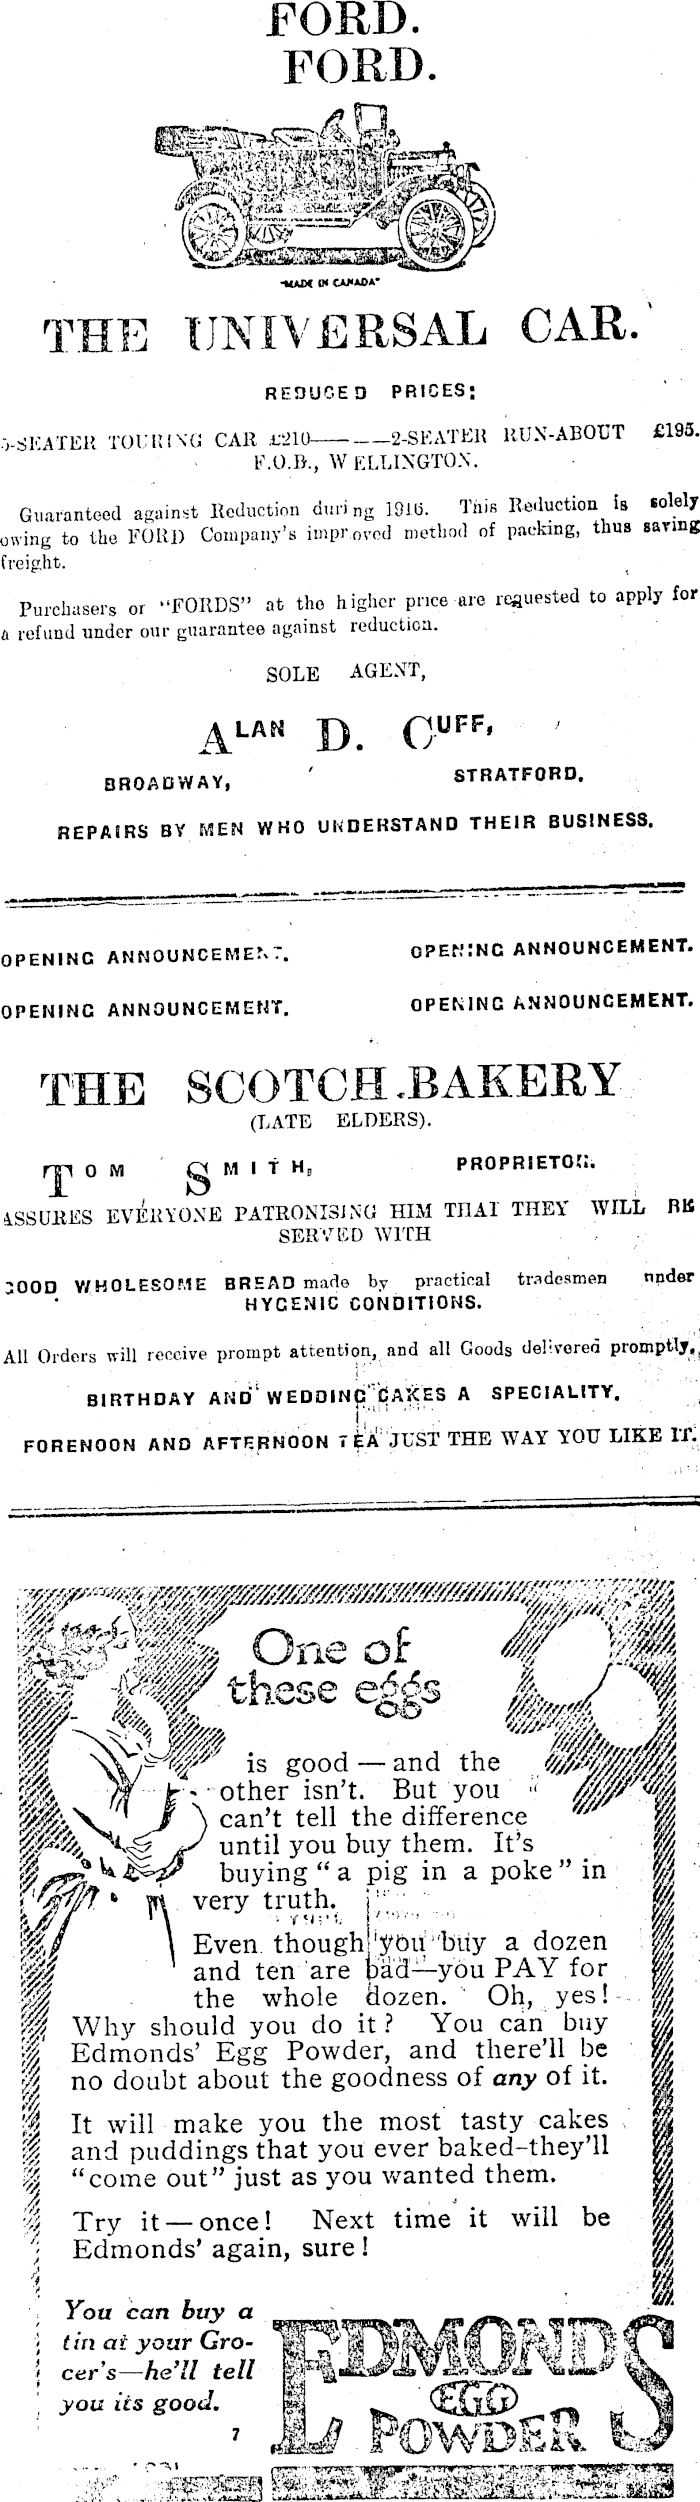 FORD.
FORD.
"MADE IN CANADA"
THE UNIVERSAL CAR.
REDUCED PRICES:
5-SEATER TOURING CAR £210—— — —2-SEATER RUN-ABOUT £195.
F.O.B., WELLINGTON.
Guaranteed against Reduction during 1916. This Reduction is solely
owing to the FORD Company's improved method of packing, thus saving
freight.
Purchasers or "FORDS" at the higher price are requested to apply for
a refund under our guarantee against reduction.
SOLE AGENT,
ALAN D. CUFF,
BROADWAY, STRATFORD.
REPAIRS BY MEN WHO UNDERSTAND THEIR BUSINESS.
OPENING ANNOUNCEMENT. OPENING ANNOUNCEMENT.
OPENING ANNOUNCEMENT. OPENING ANNOUNCEMENT.
THE SCOTCH BAKERY
(LATE ELDERS).
TOM SMITH, PROPRIETOR.
ASSURES EVERYONE PATRONISING HIM THAT THEY WILL BE
SERVED WITH
GOOD WHOLESOME BREAD made by practical tradesmen under
HYGENIC CONDITIONS.
All Orders will receive prompt attention, and all Goods delivered promptly.
BIRTHDAY AND WEDDING CAKES A SPECIALITY.
FORENOON AND AFTERNOON TEA JUST THE WAY YOU LIKE IT.
One of
these eggs
is good — and the
other isn't. But you
can't tell the difference
until you buy them. It's
buying "a pig in a poke" in
very truth.
Even though you buy a dozen
and ten are bad—you PAY for
the whole dozen. Oh, yes!
Why should you do it? You can buy
Edmonds' Egg Powder, and there'll be
no doubt about the goodness of any of it.
It will make you the most tasty cakes
and puddings that you ever baked-they'll
"come out" just as you wanted them.
Try it — once! Next time it will be
Edmonds' again, sure!
You can buy a
tin at your Gro-
cer's—he'll tell
you its good.
7
EDMONDS
EGG
POWDER